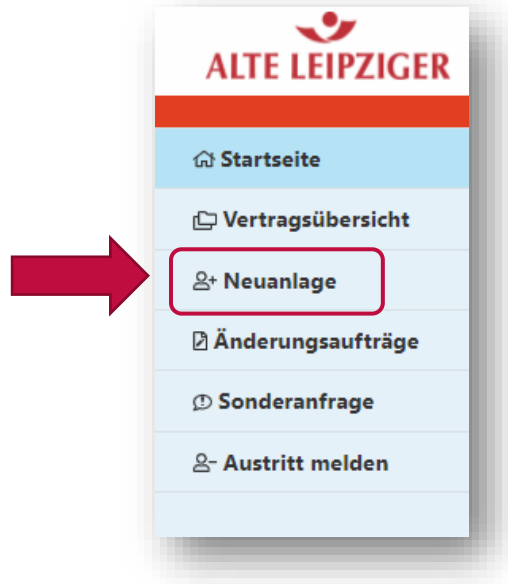 ALTE LEIPZIGER
Startseite
Vertragsübersicht
Neuanlage
Änderungsaufträge
Sonderanfrage
Austritt melden